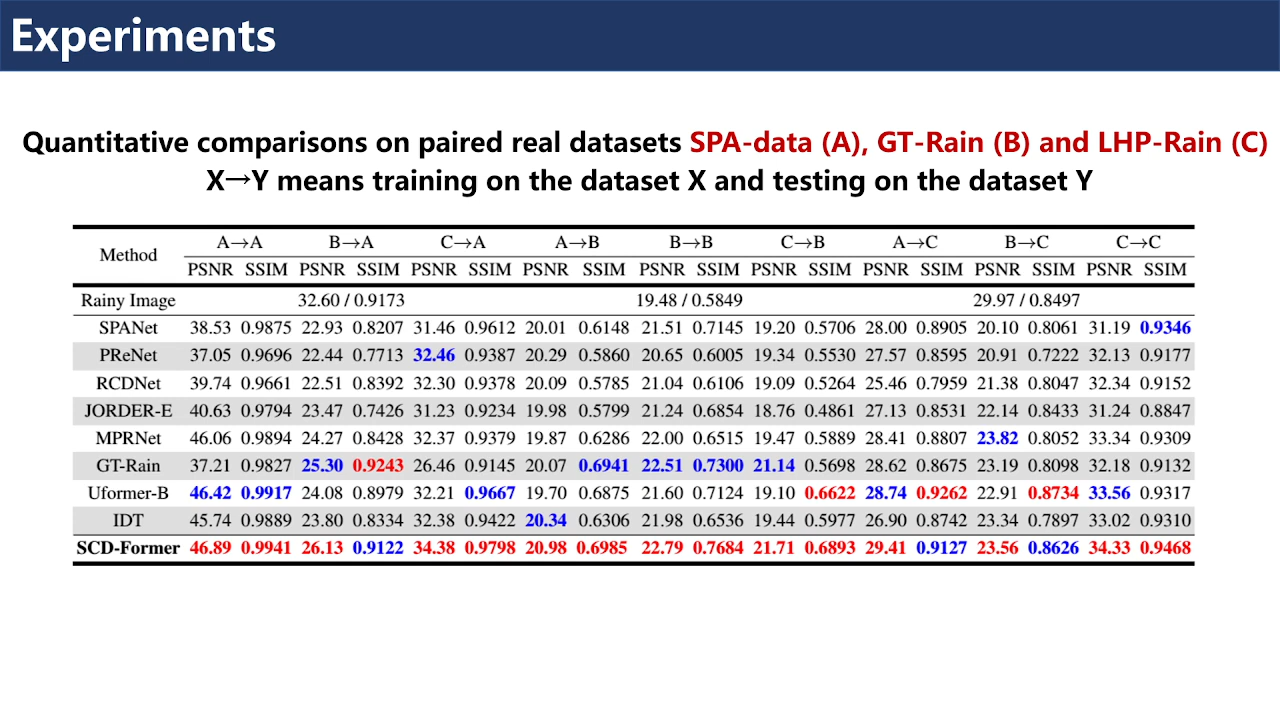 Experiments
Quantitative comparisons on paired real datasets SPA-data (A), GT-Rain (B) and LHP-Rain (C)
X→Y means training on the dataset X and testing on the dataset Y
Method A→A B→A C→A A→B B→B C→B A→C B→C C→C
PSNR SSIM PSNR SSIM PSNR SSIM PSNR SSIM PSNR SSIM PSNR SSIM PSNR SSIM PSNR SSIM PSNR SSIM
Rainy Image 32.60 / 0.9173 19.48 / 0.5849 29.97 / 0.8497
SPANet 38.53 0.9875 22.93 0.8207 31.46 0.9612 20.01 0.6148 21.51 0.7145 19.20 0.5706 28.00 0.8905 20.10 0.8061 31.19 0.9346
PReNet 37.05 0.9696 22.44 0.7713 32.46 0.9387 20.29 0.5860 20.65 0.6005 19.34 0.5530 27.57 0.8595 20.91 0.7222 32.13 0.9177
RCDNet 39.74 0.9661 22.51 0.8392 32.30 0.9378 20.09 0.5785 21.04 0.6106 19.09 0.5264 25.46 0.7959 21.38 0.8047 32.34 0.9152
JORDER-E 40.63 0.9794 23.47 0.7426 31.23 0.9234 19.98 0.5799 21.24 0.6854 18.76 0.4861 27.13 0.8531 22.14 0.8433 31.24 0.8847
MPRNet 46.06 0.9894 24.27 0.8428 32.37 0.9379 19.87 0.6286 22.00 0.6515 19.47 0.5889 28.41 0.8807 23.82 0.8052 33.34 0.9309
GT-Rain 37.21 0.9827 25.30 0.9243 26.46 0.9145 20.07 0.6941 22.51 0.7300 21.14 0.5698 28.62 0.8675 23.19 0.8098 32.18 0.9132
Uformer-B 46.42 0.9917 24.08 0.8979 32.21 0.9667 19.70 0.6875 21.60 0.7124 19.10 0.6622 28.74 0.9262 22.91 0.8734 33.56 0.9317
IDT 45.74 0.9889 23.80 0.8334 32.38 0.9422 20.34 0.6306 21.98 0.6536 19.44 0.5977 26.90 0.8742 23.34 0.7897 33.02 0.9310
SCD-Former 46.89 0.9941 26.13 0.9122 34.38 0.9798 20.98 0.6985 22.79 0.7684 21.71 0.6893 29.41 0.9127 23.56 0.8626 34.33 0.9468